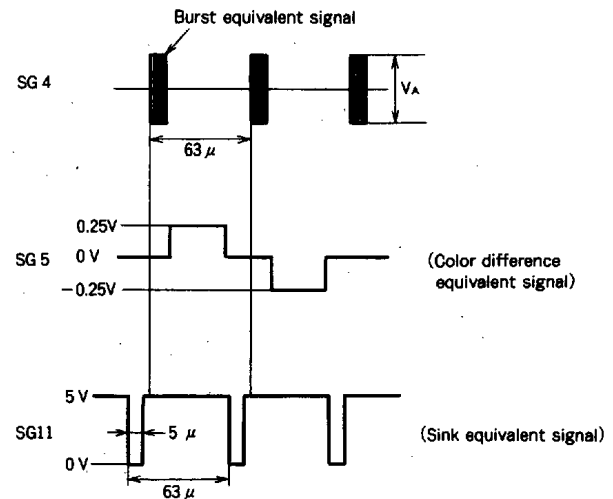 Burst equivalent signal
SG 4
VA
63 μ
0.25V
SG 5
0 V
(Color difference
equivalent signal)
−0.25V
5 V
SG11
5 μ
(Sink equivalent signal)
0V
63 μ